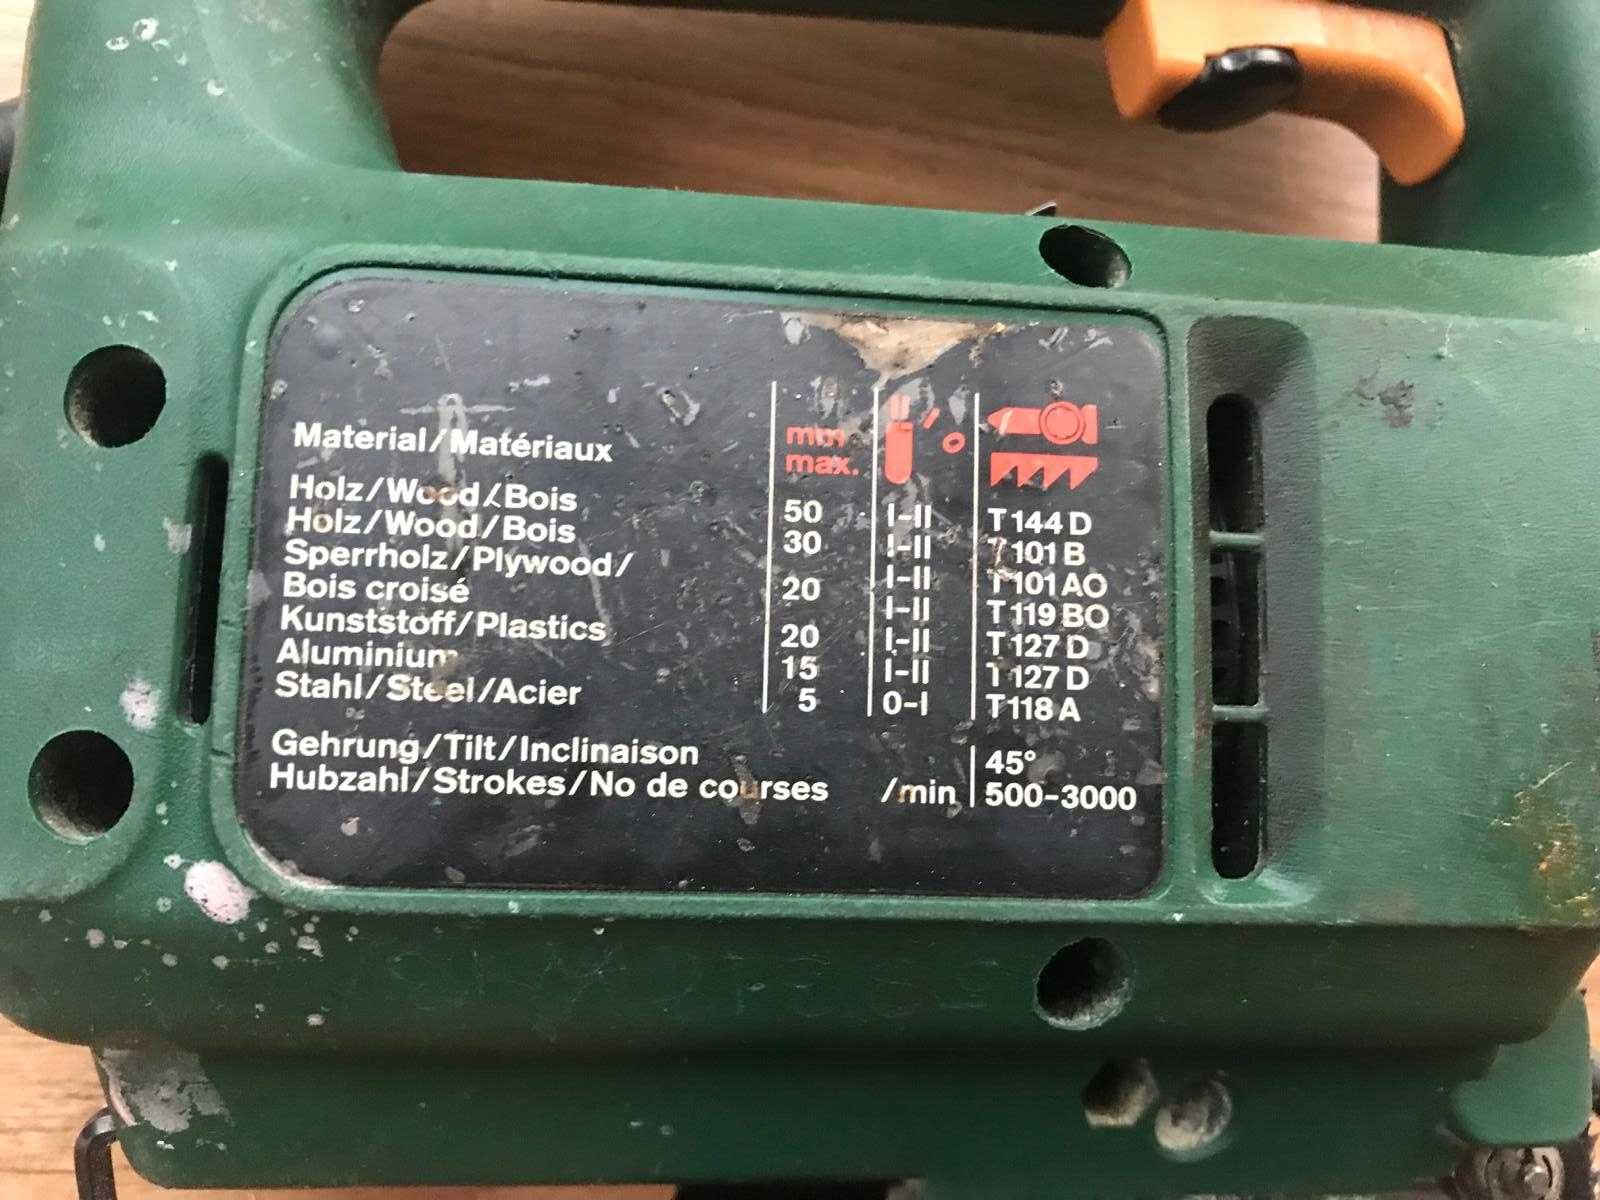 Material/Matériaux mm max.
Holz/Wood/Bois 50 I-II T 144 D
Holz/Wood/Bois 30 I-II T 101 B
Sperrholz/Plywood/ I-II T 101 AO
Bois croisé 20 I-II T 119 BO
Kunststoff/Plastics 20 I-II T 127 D
Aluminium 15 I-II T 127 D
Stahl/Steel/Acier 5 0-I T 118 A
Gehrung/Tilt/Inclinaison 45°
Hubzahl/Strokes/No de courses /min 500-3000